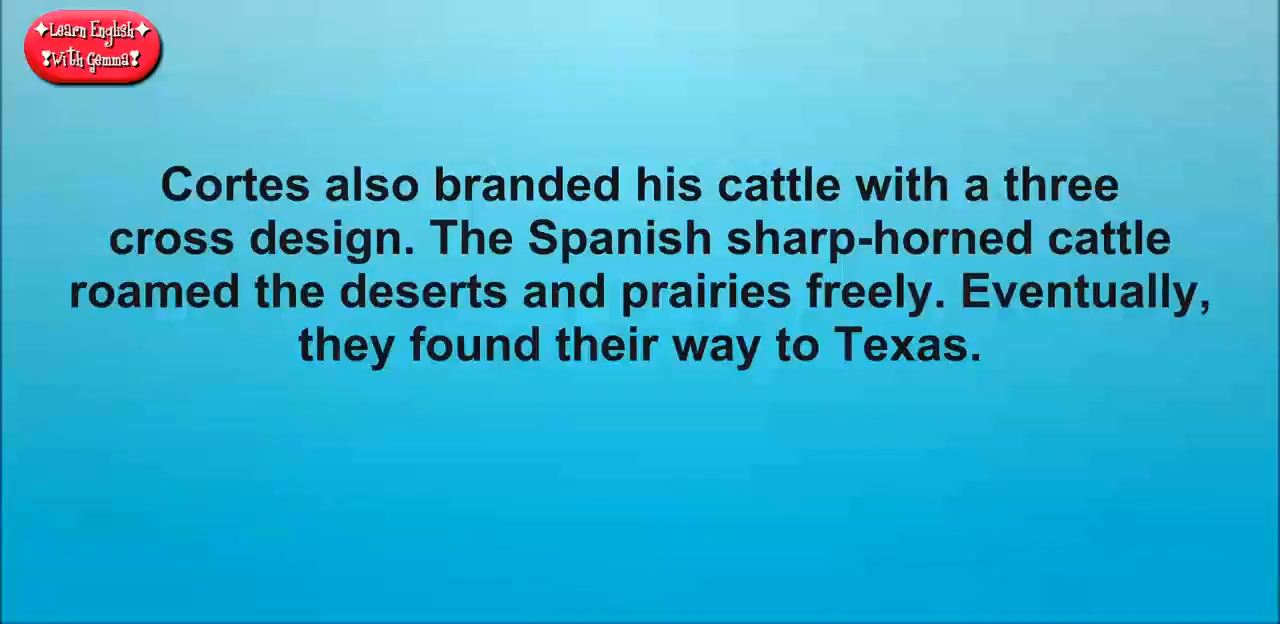 Learn English
With Gemma
Cortes also branded his cattle with a three
cross design. The Spanish sharp-horned cattle
roamed the deserts and prairies freely. Eventually,
they found their way to Texas.